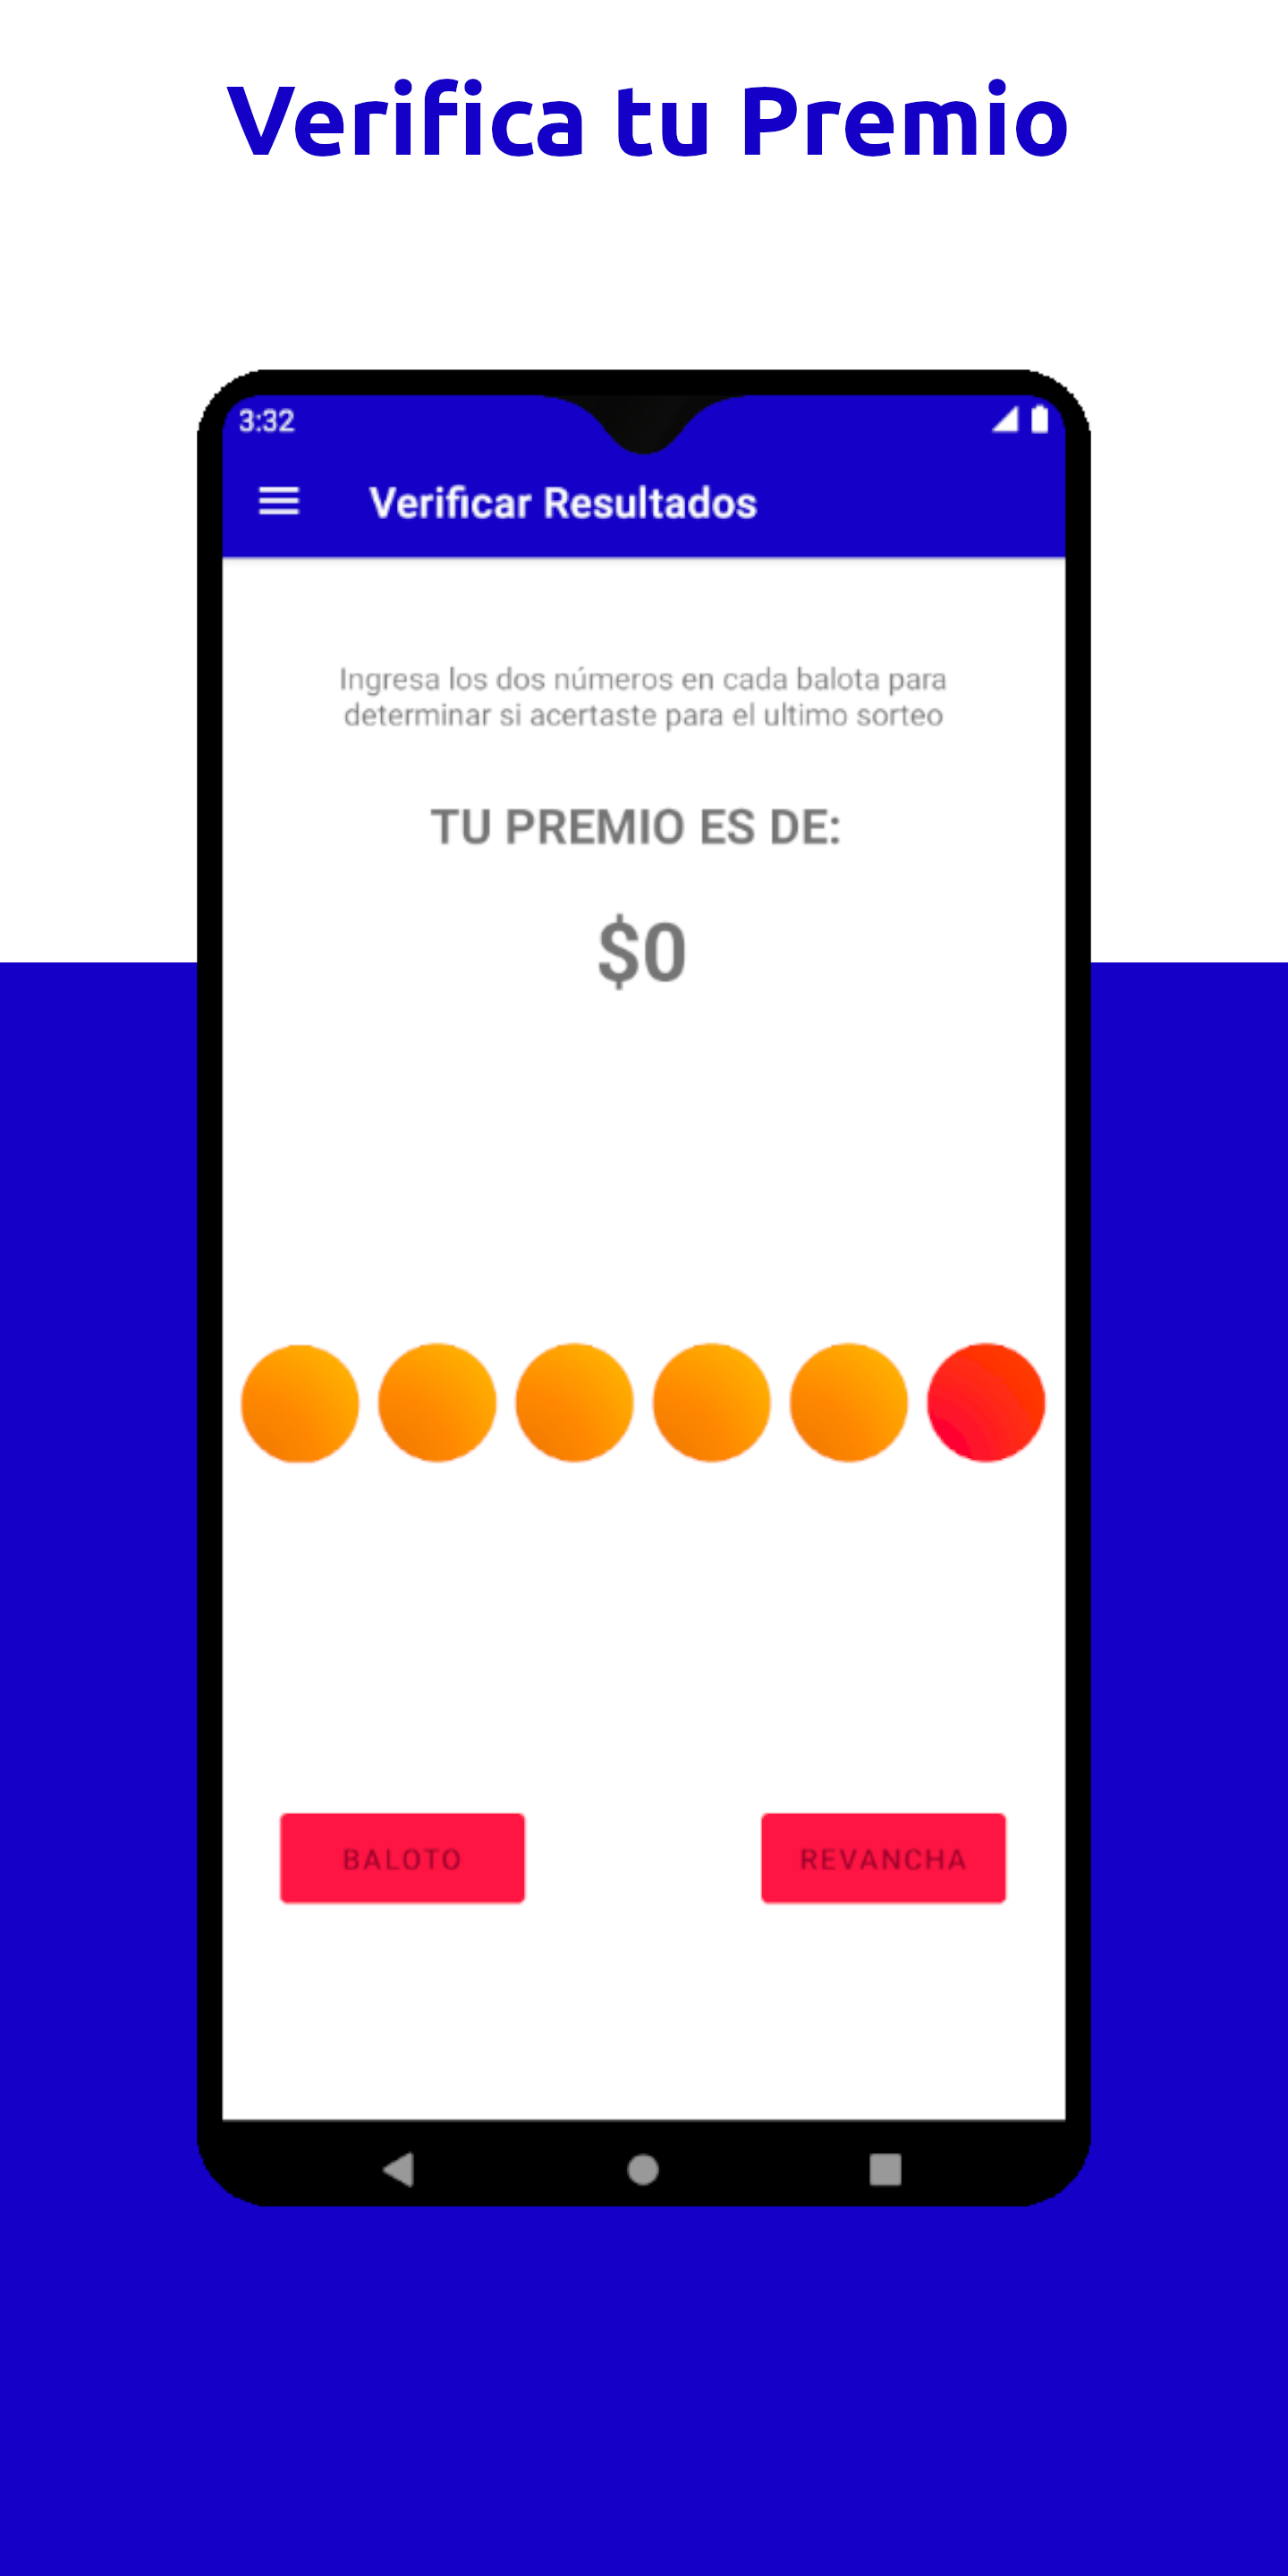 Verifica tu Premio
3:32
Verificar Resultados
Ingresa los dos números en cada balota para
determinar si acertaste para el ultimo sorteo
TU PREMIO ES DE:
$0
BALOTO
REVANCHA